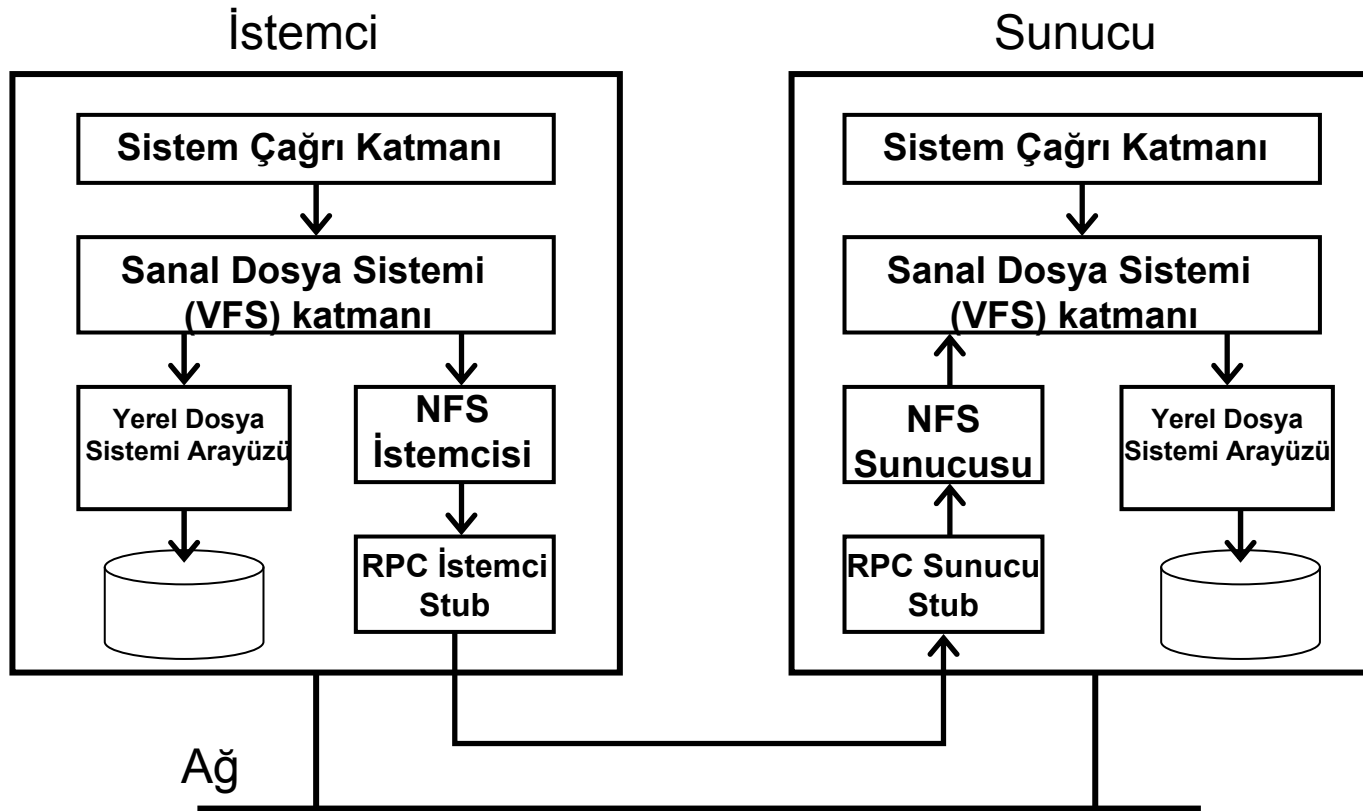 İstemci
Sunucu
Sistem Çağrı Katmanı
Sanal Dosya Sistemi
(VFS) katmanı
Yerel Dosya
Sistemi Arayüzü
NFS
İstemcisi
RPC İstemci
Stub
Sistem Çağrı Katmanı
Sanal Dosya Sistemi
(VFS) katmanı
NFS
Sunucusu
Yerel Dosya
Sistemi Arayüzü
RPC Sunucu
Stub
Ağ